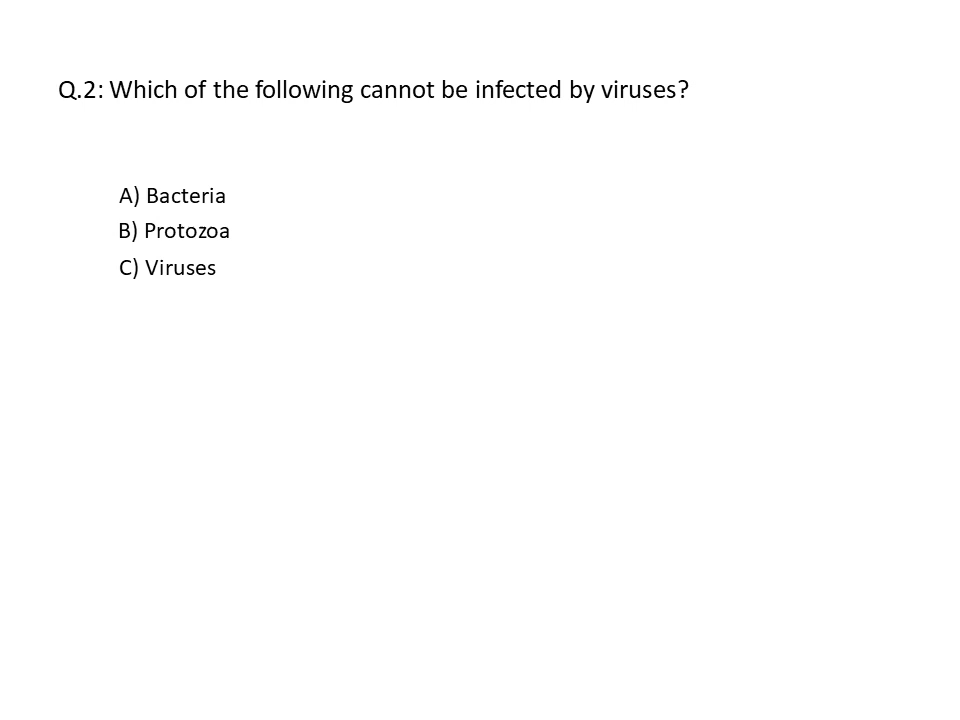 Q.2: Which of the following cannot be infected by viruses?
A) Bacteria
B) Protozoa
C) Viruses